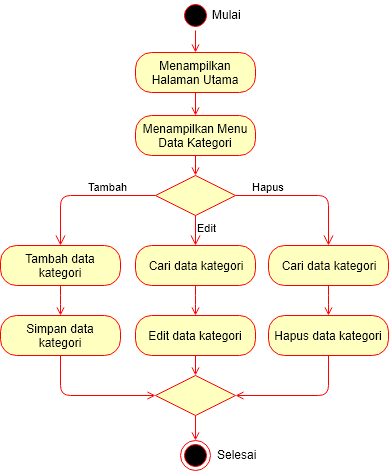 Mulai
Menampilkan
Halaman Utama
Menampilkan Menu
Data Kategori
Tambah
Hapus
Edit
Tambah data
kategori
Cari data kategori
Cari data kategori
Simpan data
kategori
Edit data kategori
Hapus data kategori
Selesai